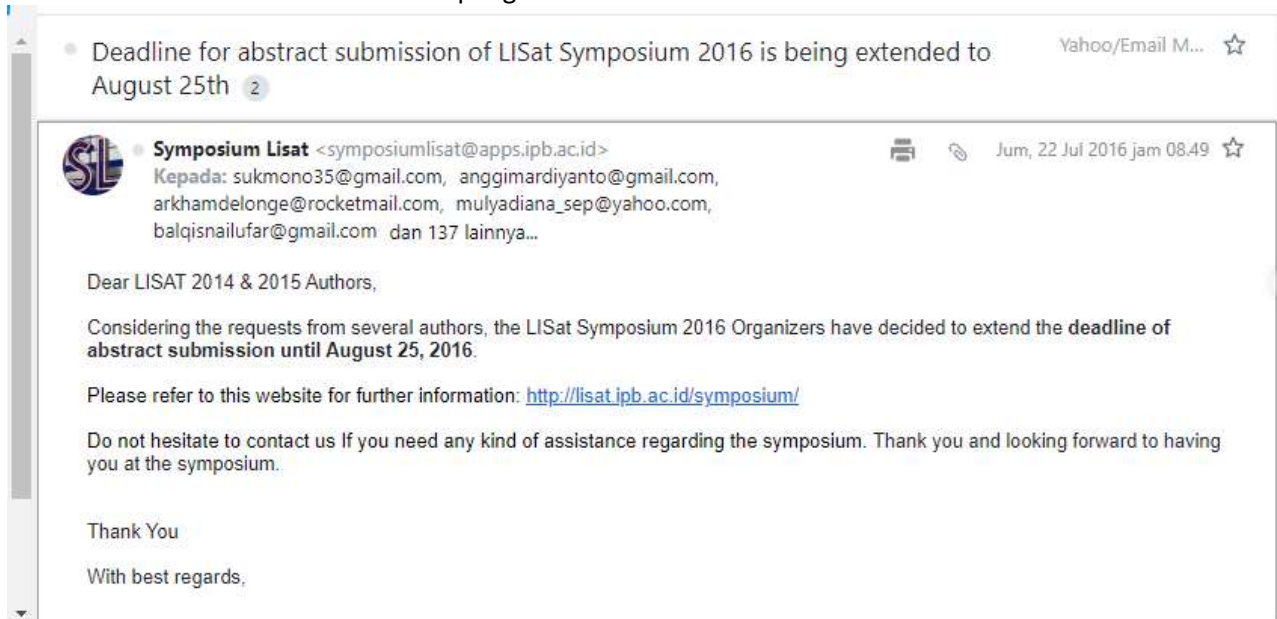 Deadline for abstract submission of LISat Symposium 2016 is being extended to
August 25th 2
Yahoo/Email M...
SL
Symposium Lisat <symposiumlisat@apps.ipb.ac.id>
Jum, 22 Jul 2016 jam 08.49
Kepada: sukmono35@gmail.com, anggimardiyanto@gmail.com,
arkhamdelonge@rocketmail.com, mulyadiana_sep@yahoo.com,
balqisnailufar@gmail.com dan 137 lainnya...
Dear LISAT 2014 & 2015 Authors,
Considering the requests from several authors, the LISat Symposium 2016 Organizers have decided to extend the deadline of
abstract submission until August 25, 2016.
Please refer to this website for further information: http://lisat.ipb.ac.id/symposium/
Do not hesitate to contact us If you need any kind of assistance regarding the symposium. Thank you and looking forward to having
you at the symposium.
Thank You
With best regards,